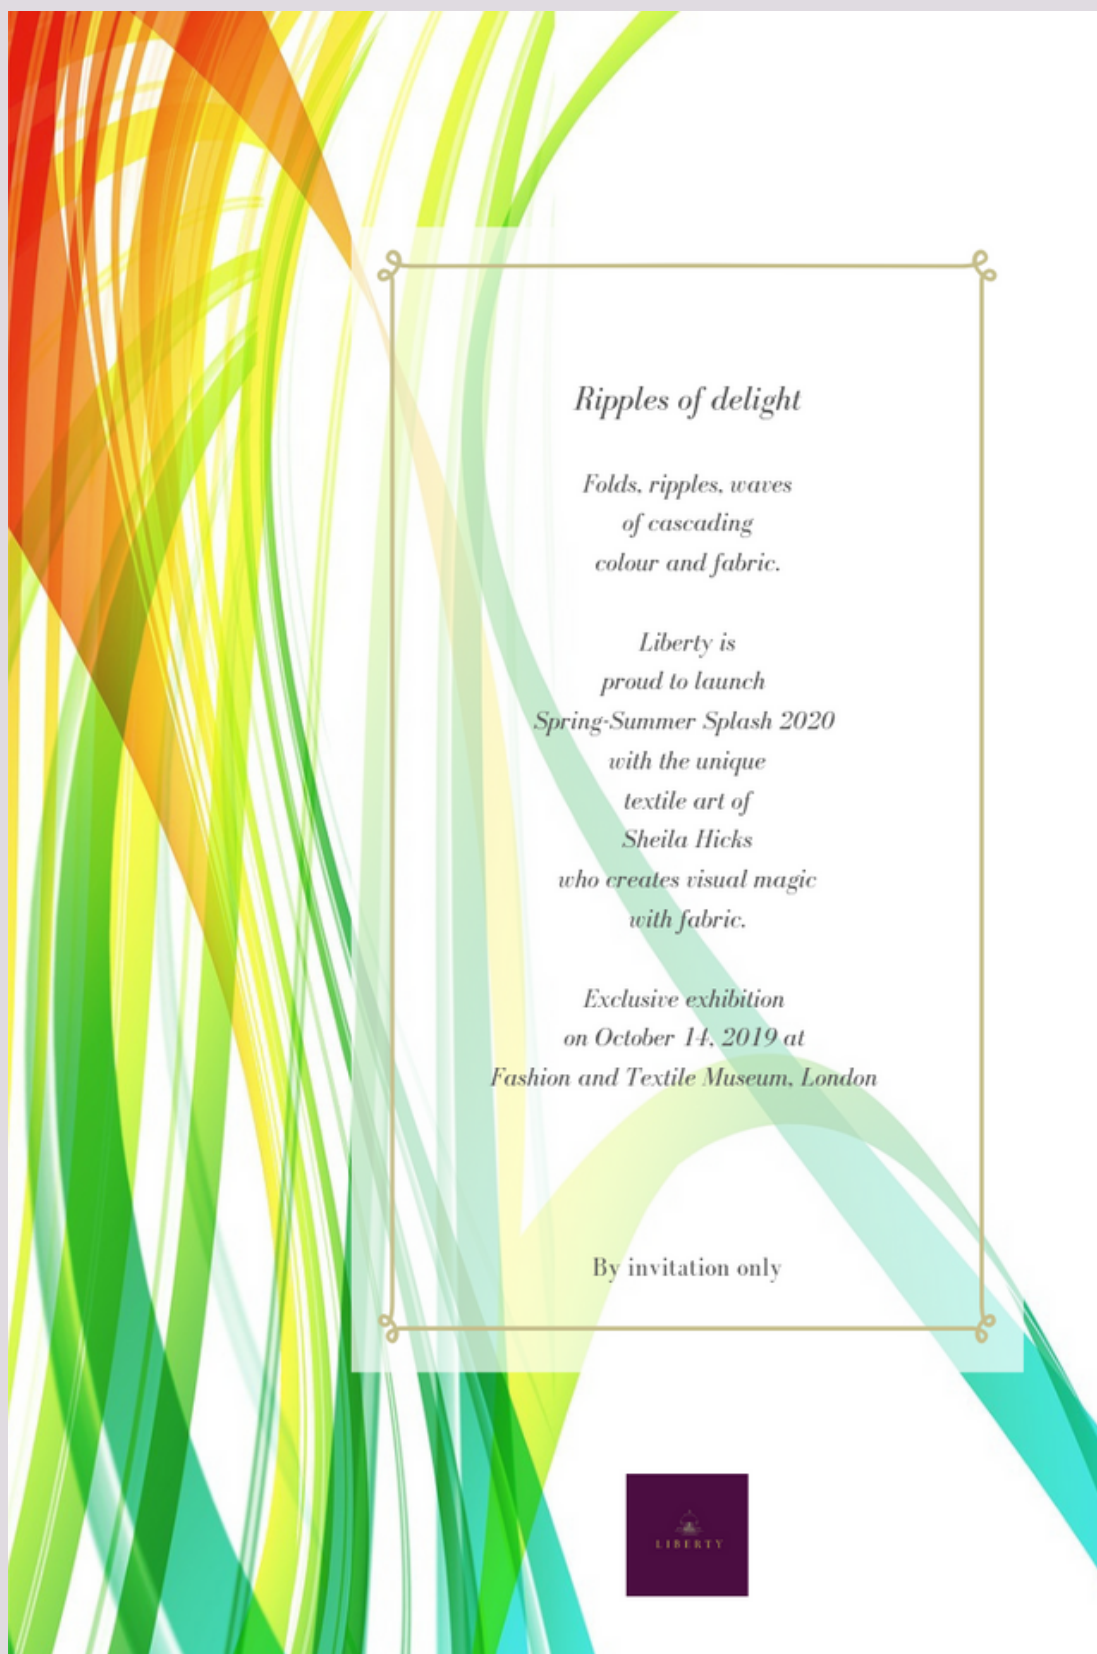 Ripples of delight
Folds, ripples, waves
of cascading
colour and fabric.
Liberty is
proud to launch
Spring-Summer Splash 2020
with the unique
textile art of
Sheila Hicks
who creates visual magic
with fabric.
Exclusive exhibition
on October 14, 2019 at
Fashion and Textile Museum, London
By invitation only
LIBERTY